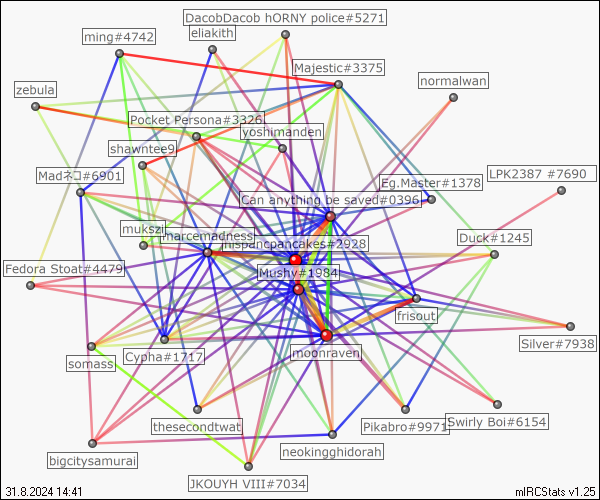 DacobDacob hORNY police#5271
ming#4742
eliakith
Majestic#3375
normalwan
zebula
Pocket Persona#3326
yoshimanden
shawntee9
Madネコ#6901
LPK2387 #7690
Eg.Master#1378
Can anything be saved#0396
mukszi
marcemadness
Duck#1245
Mushy#1984
Fedora Stoat#4479
frisout
Silver#7938
moonraven
Cypha#1717
somass
Pikabro#9971
Swirly Boi#6154
thesecondtwat
neokingghidorah
bigcitysamurai
JKOUYH VIII#7034
31.8.2024 14:41
mIRCStats v1.25